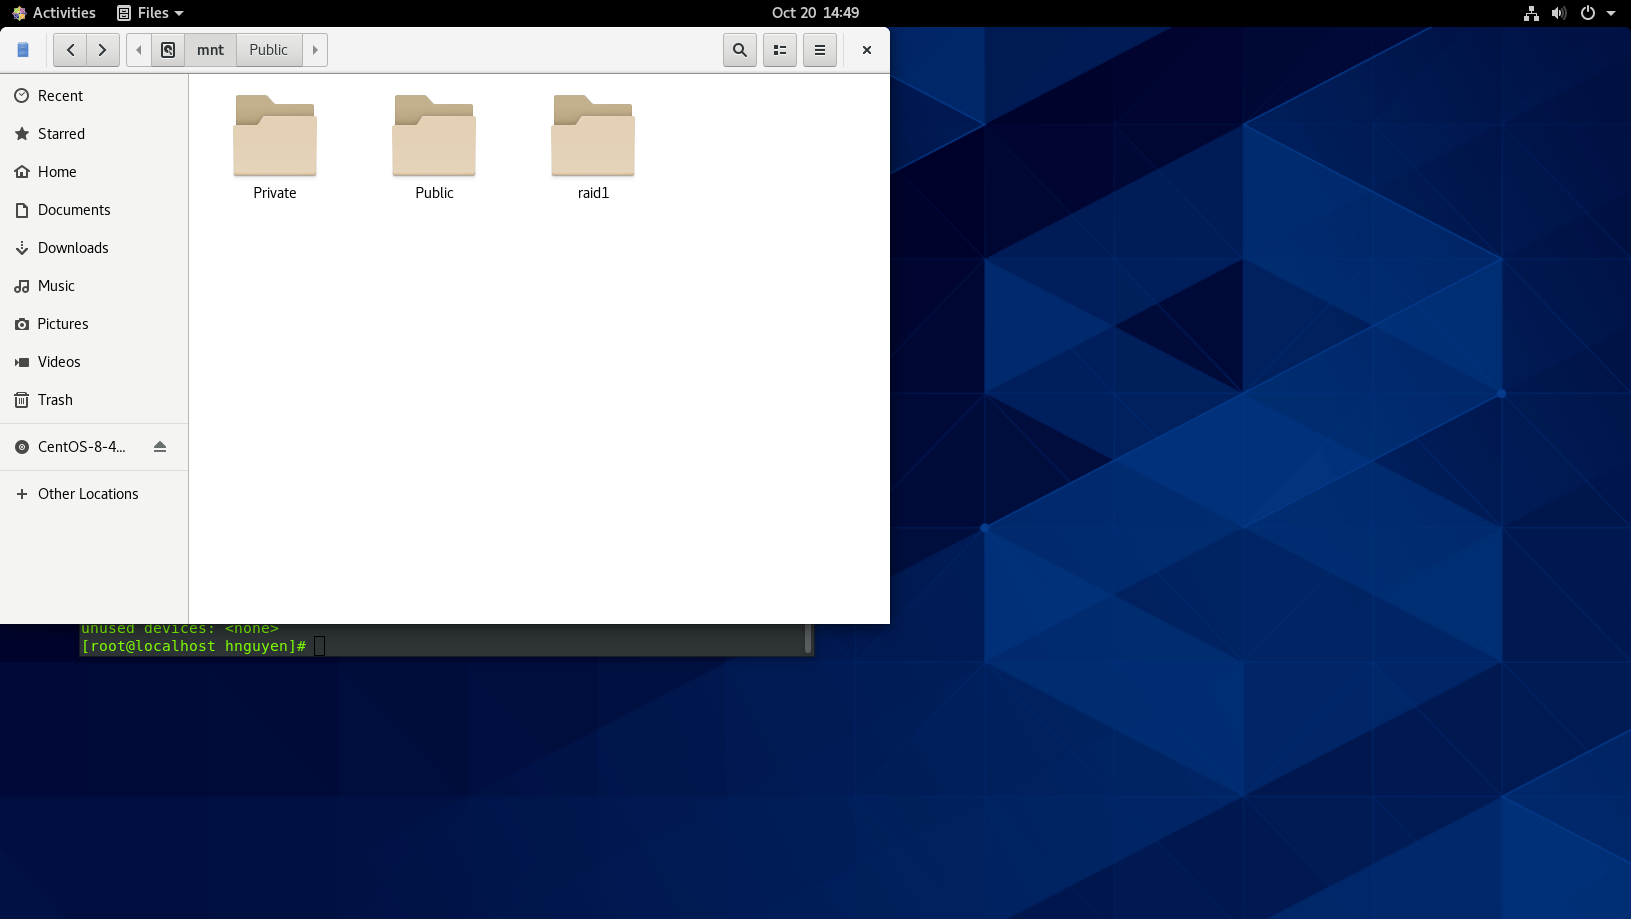 Activities Files Oct 20 14:49
mnt Public
Recent
Starred
Home
Documents
Downloads
Music
Pictures
Videos
Trash
CentOS-8-4...
Other Locations
Private Public raid1
unused devices: <none>
[root@localhost hnguyen]#